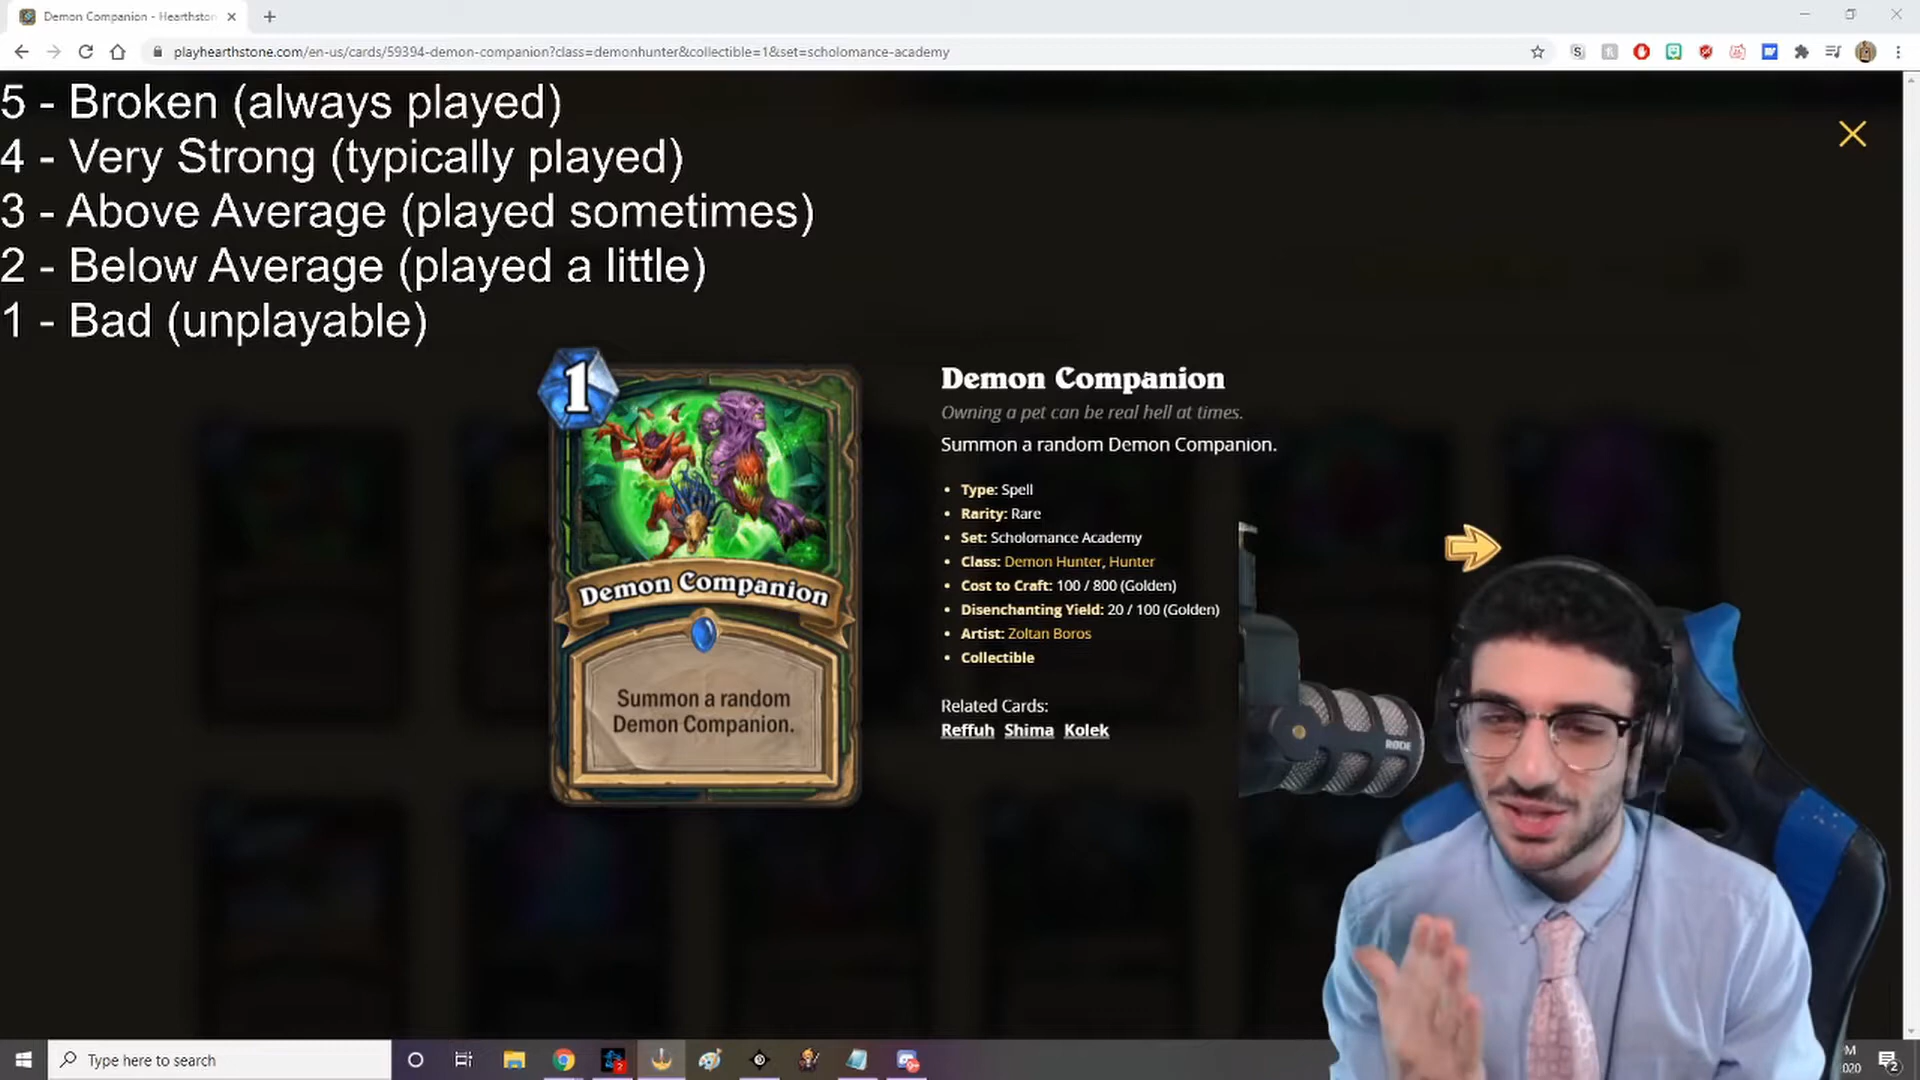 Demon Companion - Hearthston
playhearthstone.com/en-us/cards/59394-demon-companion?class=demonhunter&collectible=1&set=scholomance-academy
5 - Broken (always played)
4 - Very Strong (typically played)
3 - Above Average (played sometimes)
2 - Below Average (played a little)
1 - Bad (unplayable)
1
Demon Companion
Summon a random
Demon Companion.
Demon Companion
Owning a pet can be real hell at times.
Summon a random Demon Companion.
Type: Spell
Rarity: Rare
Set: Scholomance Academy
Class: Demon Hunter, Hunter
Cost to Craft: 100 / 800 (Golden)
Disenchanting Yield: 20 / 100 (Golden)
Artist: Zoltan Boros
Collectible
Related Cards:
Reffuh Shima Kolek
RØDE
Type here to search
2
M
020
2